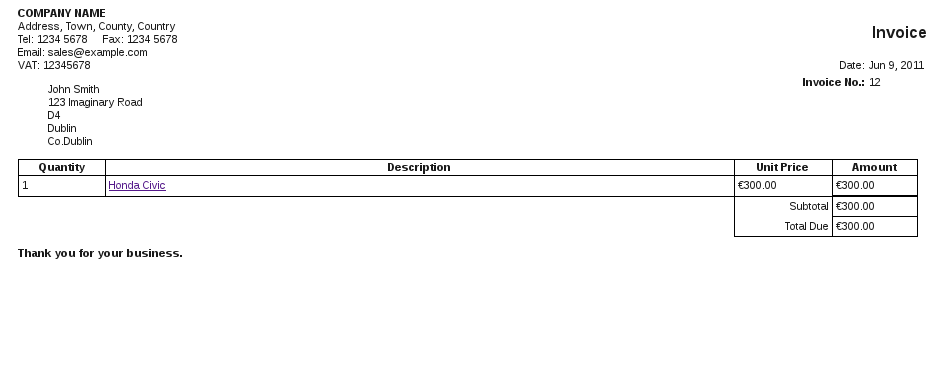 COMPANY NAME
Address, Town, County, Country
Tel: 1234 5678 Fax: 1234 5678
Email: sales@example.com
VAT: 12345678
Invoice
Date: Jun 9, 2011
Invoice No.: 12
John Smith
123 Imaginary Road
D4
Dublin
Co.Dublin
Quantity Description Unit Price Amount
1 Honda Civic €300.00 €300.00
Subtotal €300.00
Total Due €300.00
Thank you for your business.